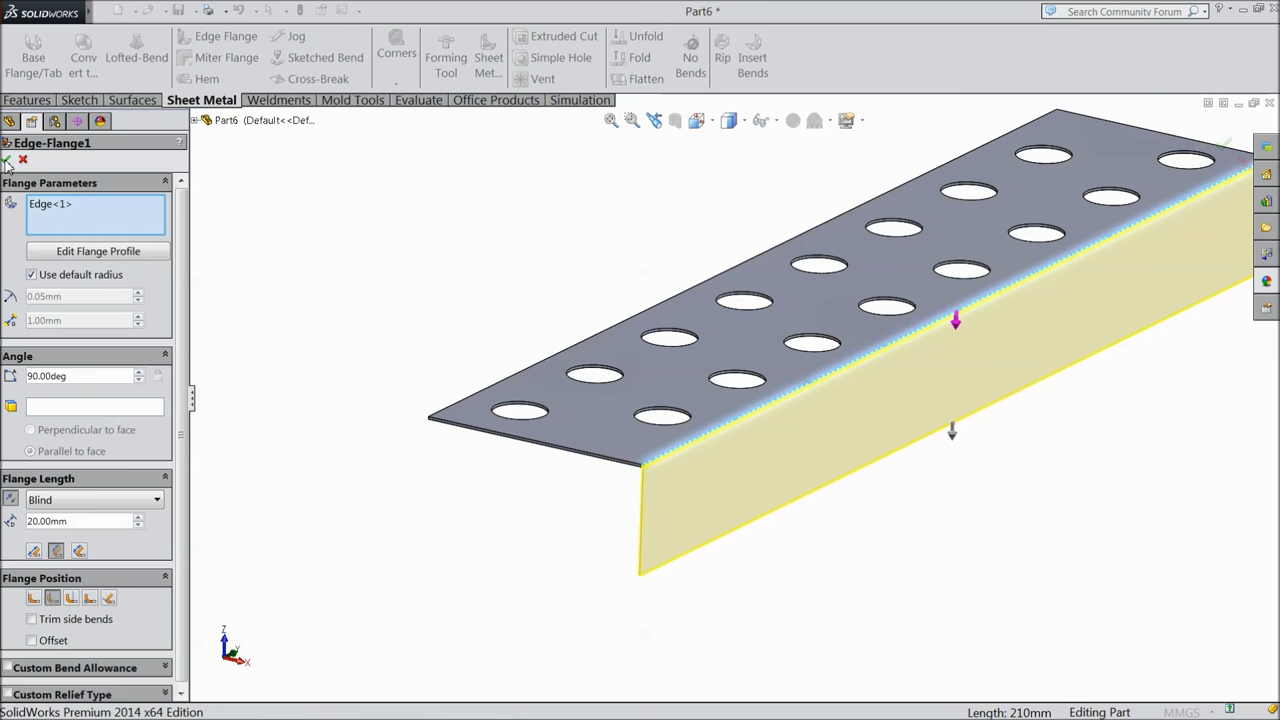 SOLIDWORKS
Part6 *
Search Community Forum
Base Flange/Tab
Conv ert t...
Lofted-Bend
Edge Flange
Miter Flange
Hem
Jog
Sketched Bend
Cross-Break
Corners
Forming Tool
Sheet Met...
Extruded Cut
Simple Hole
Vent
Unfold
Fold
Flatten
No Bends
Rip
Insert Bends
Features Sketch Surfaces Sheet Metal Weldments Mold Tools Evaluate Office Products Simulation
Part6 (Default<<Def...
Edge-Flange1 ?
Flange Parameters
Edge<1>
Edit Flange Profile
Use default radius
0.05mm
1.00mm
Angle
90.00deg
Perpendicular to face
Parallel to face
Flange Length
Blind
20.00mm
Flange Position
Trim side bends
Offset
Custom Bend Allowance
Custom Relief Type
Z
Y
X
SolidWorks Premium 2014 x64 Edition
Length: 210mm Editing Part MMGS